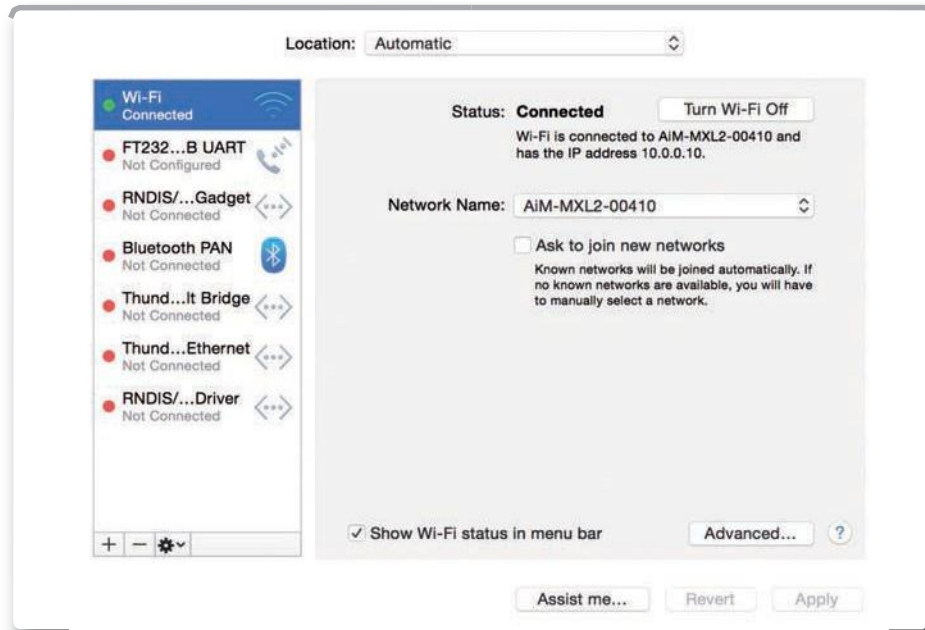 Location: Automatic
Wi-Fi
Connected
FT232...B UART
Not Configured
RNDIS/...Gadget
Not Connected
Bluetooth PAN
Not Connected
Thund...lt Bridge
Not Connected
Thund...Ethernet
Not Connected
RNDIS/...Driver
Not Connected
Status: Connected
Turn Wi-Fi Off
Wi-Fi is connected to AiM-MXL2-00410 and
has the IP address 10.0.0.10.
Network Name: AiM-MXL2-00410
Ask to join new networks
Known networks will be joined automatically. If
no known networks are available, you will have
to manually select a network.
Show Wi-Fi status in menu bar
Advanced...
?
Assist me...
Revert
Apply